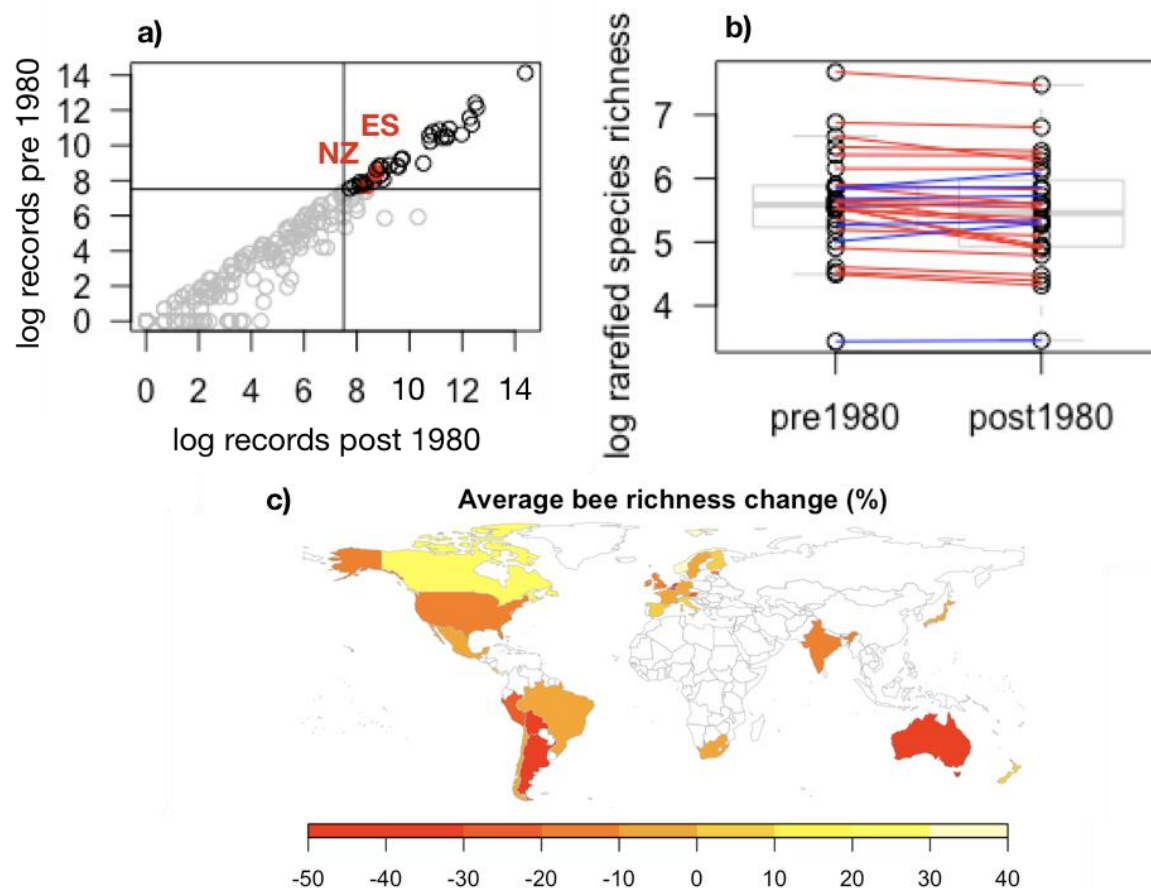 a)
log records pre 1980
14
12
10
8
6
4
2
0
ES
NZ
0 2 4 6 8 10 12 14
log records post 1980
b)
log rarefied species richness
7
6
5
4
pre1980 post1980
c) Average bee richness change (%)
-50 -40 -30 -20 -10 0 10 20 30 40